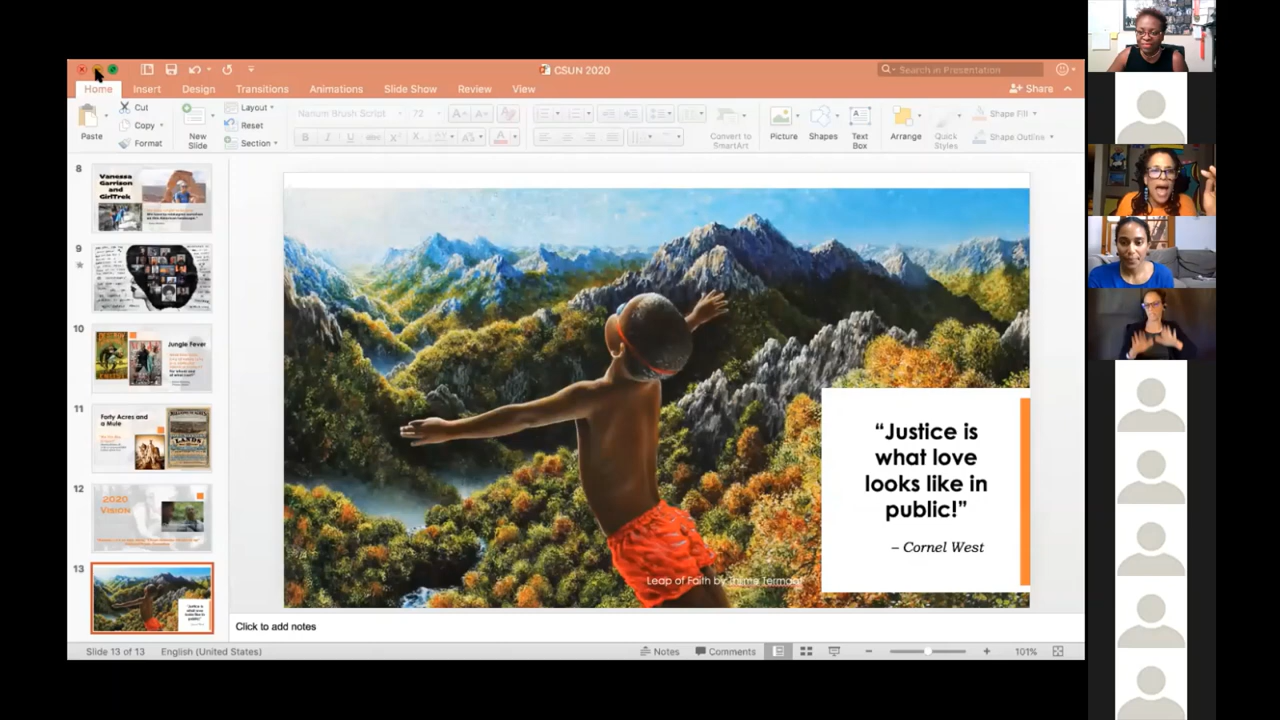 CSUN 2020
Search in Presentation
Home
Insert
Design
Transitions
Animations
Slide Show
Review
View
Share
Paste
Cut
Copy
Format
New
Slide
Layout
Reset
Section
Nanum Brush Script
72
Convert to
SmartArt
Picture
Shapes
Text
Box
Arrange
Quick
Styles
Shape Fill
Shape Outline
8
Vanessa
Garrison
and
GirlTrek
9
10
Jungle Fever
11
Forty Acres and
a Mule
12
2020
Vision
13
“Justice is
what love
looks like in
public!”
– Cornel West
Leap of Faith by
Click to add notes
Slide 13 of 13
English (United States)
Notes
Comments
101%